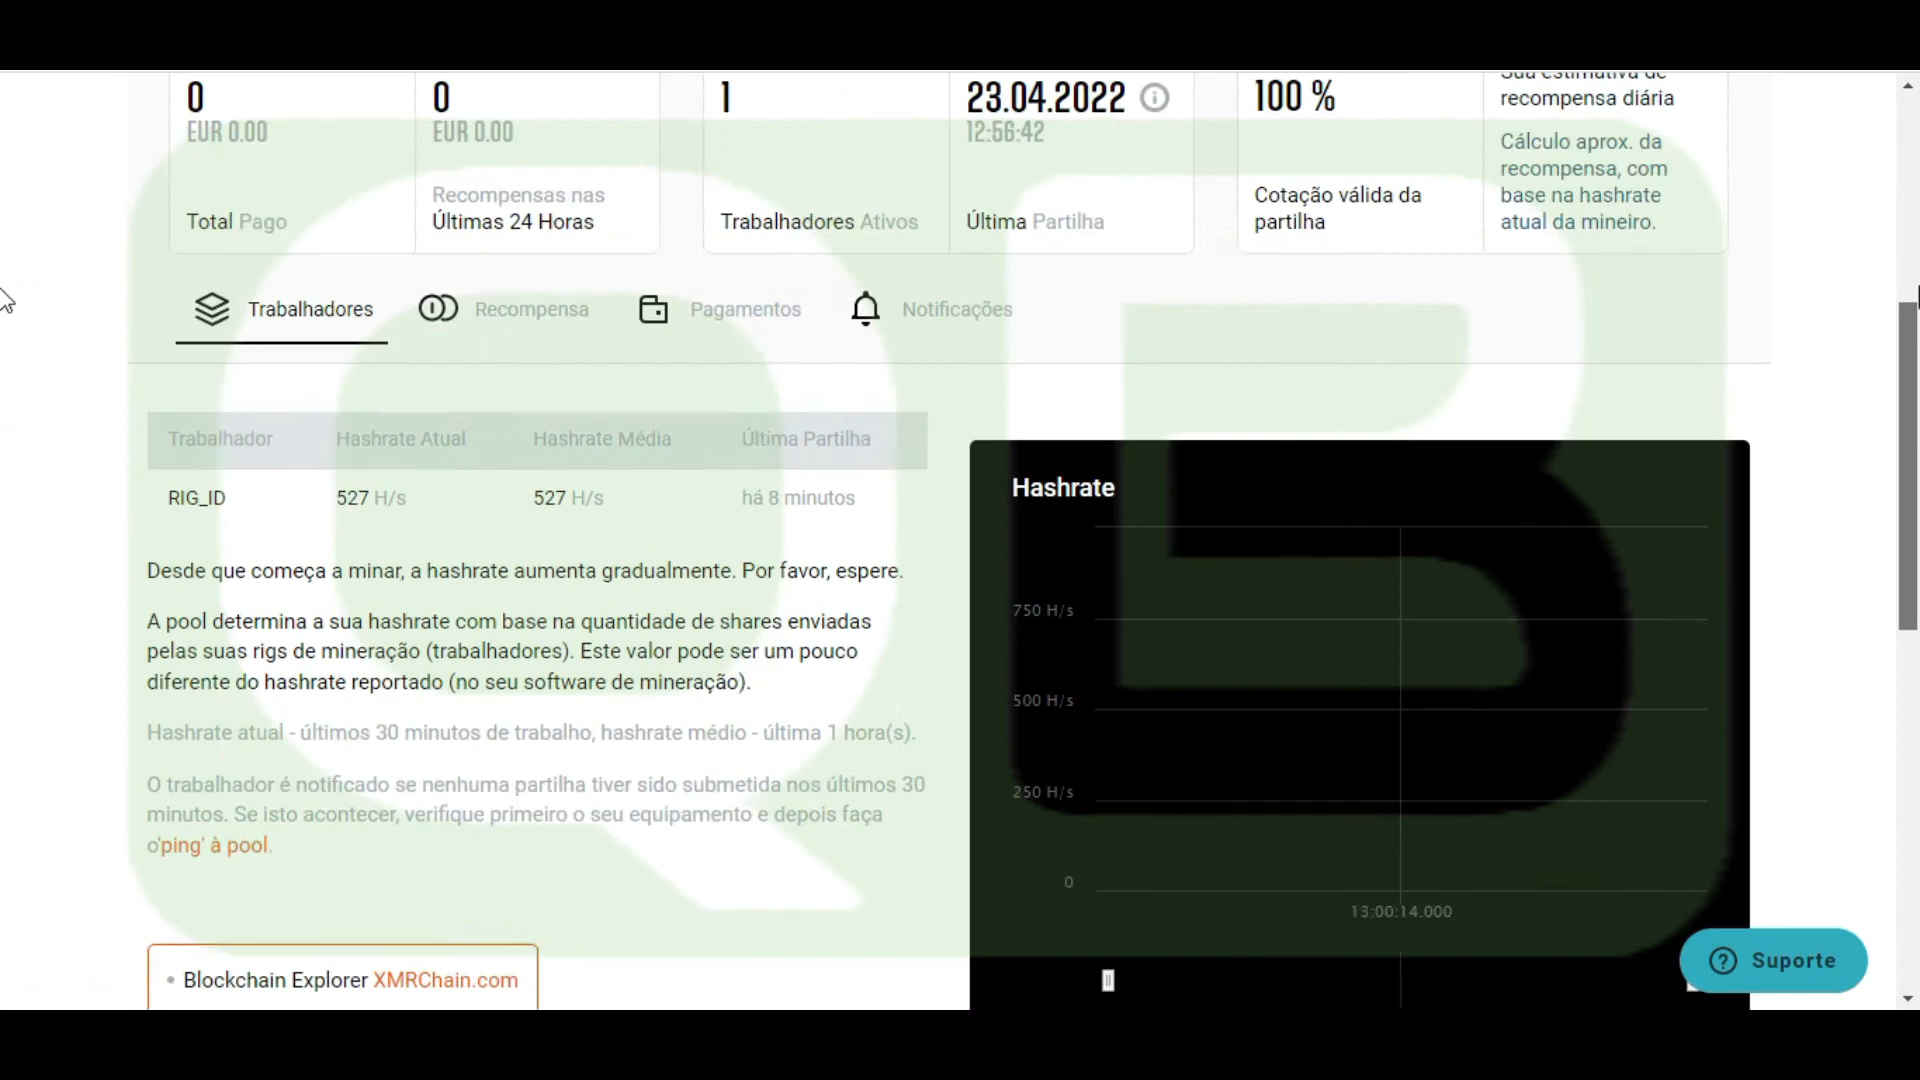 0
EUR 0.00
Total Pago
0
EUR 0.00
Recompensas nas
Últimas 24 Horas
1
Trabalhadores Ativos
23.04.2022
12:56:42
Última Partilha
100 %
Cotação válida da
partilha
Sua estimativa de
recompensa diária
Cálculo aprox. da
recompensa, com
base na hashrate
atual da mineiro.
Trabalhadores Recompensa Pagamentos Notificações
Trabalhador Hashrate Atual Hashrate Média Última Partilha
RIG_ID 527 H/s 527 H/s há 8 minutos
Desde que começa a minar, a hashrate aumenta gradualmente. Por favor, espere.
A pool determina a sua hashrate com base na quantidade de shares enviadas
pelas suas rigs de mineração (trabalhadores). Este valor pode ser um pouco
diferente do hashrate reportado (no seu software de mineração).
Hashrate atual - últimos 30 minutos de trabalho, hashrate médio - última 1 hora(s).
O trabalhador é notificado se nenhuma partilha tiver sido submetida nos últimos 30
minutos. Se isto acontecer, verifique primeiro o seu equipamento e depois faça
o'ping' à pool.
Blockchain Explorer XMRChain.com
Hashrate
750 H/s
500 H/s
250 H/s
0
13:00:14.000
Suporte
QB